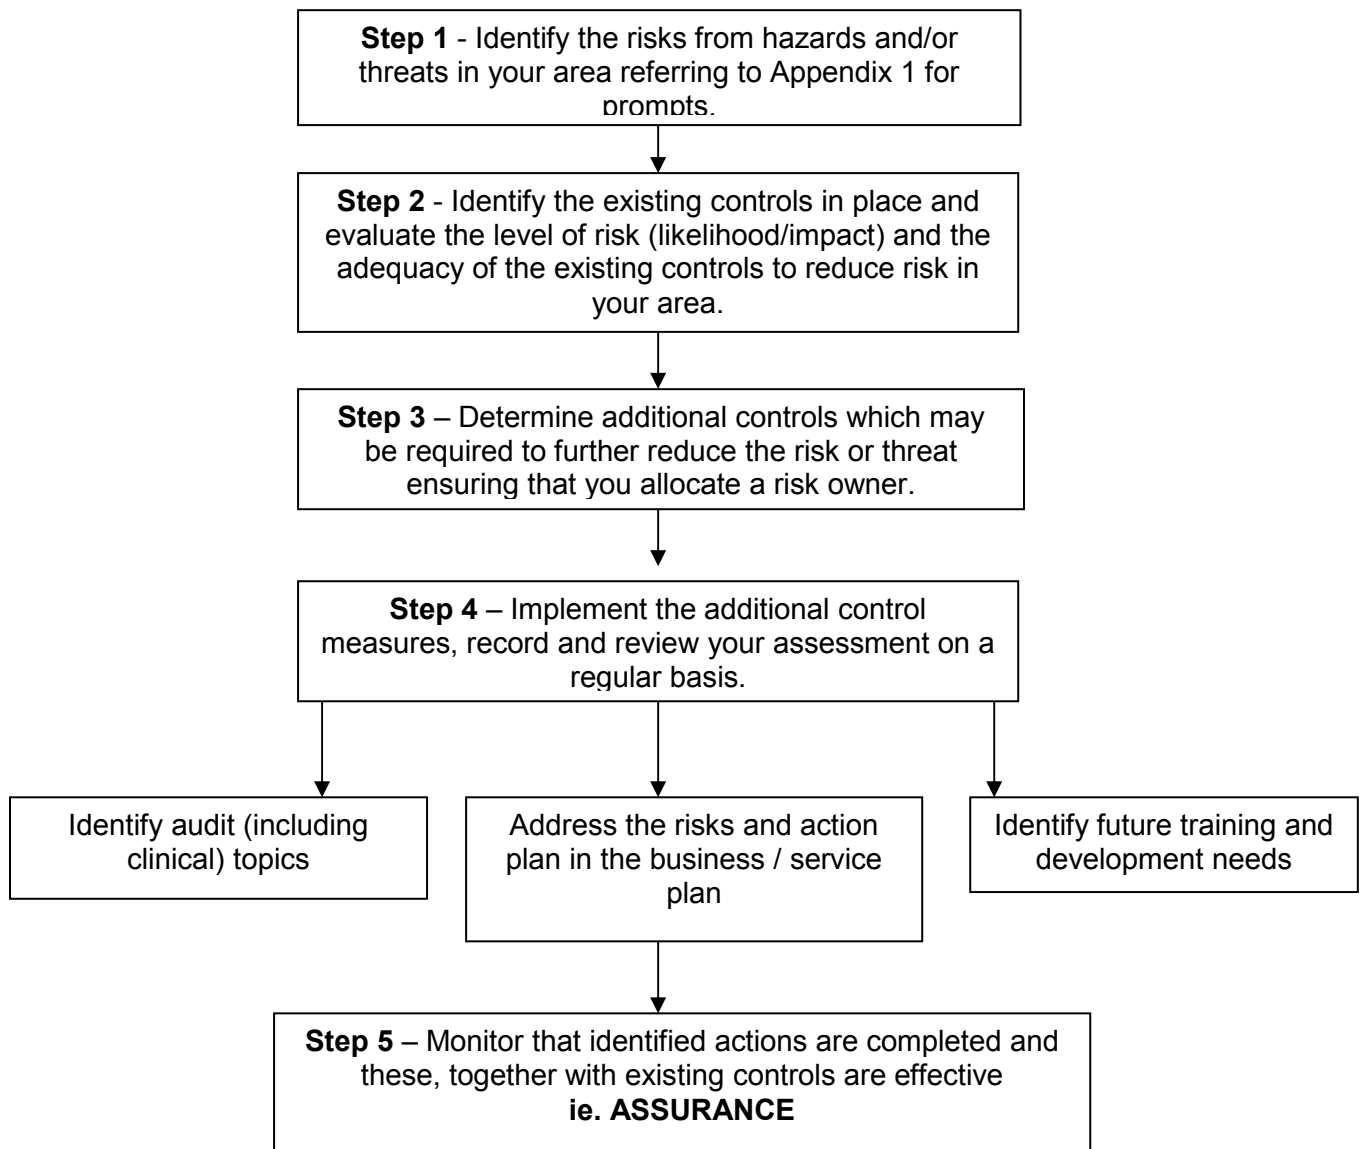 Step 1 - Identify the risks from hazards and/or
threats in your area referring to Appendix 1 for
prompts.
Step 2 - Identify the existing controls in place and
evaluate the level of risk (likelihood/impact) and the
adequacy of the existing controls to reduce risk in
your area.
Step 3 – Determine additional controls which may
be required to further reduce the risk or threat
ensuring that you allocate a risk owner.
Step 4 – Implement the additional control
measures, record and review your assessment on a
regular basis.
Identify audit (including
clinical) topics
Address the risks and action
plan in the business / service
plan
Identify future training and
development needs
Step 5 – Monitor that identified actions are completed and
these, together with existing controls are effective
ie. ASSURANCE